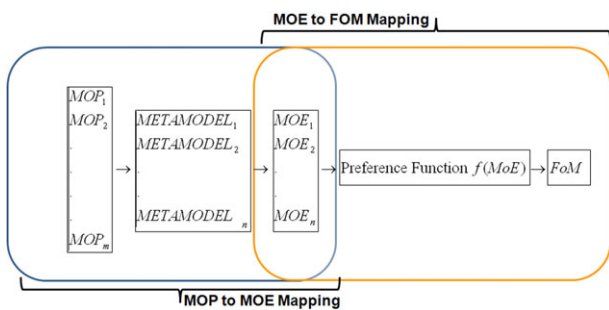 MOE to FOM Mapping
MOP₁
MOP₂
.
.
.
.
MOPₘ
→
METAMODEL₁
METAMODEL₂
.
.
METAMODEL ₙ
→
MOE₁
MOE₂
.
.
MOEₙ
→
Preference Function f(MoE)
→
FoM
MOP to MOE Mapping